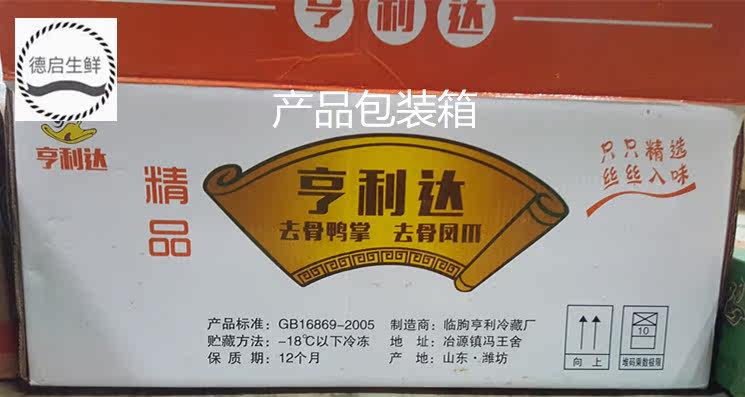 亨利达
德启生鲜
产品包装箱
亨利达
精品
亨利达
去骨鸭掌 去骨凤爪
只只精选
丝丝入味
产品标准：GB16869-2005
贮藏方法：-18℃以下冷冻
保质期：12个月
制造商：临朐亨利冷藏厂
地址：冶源镇冯王舍
产地：山东·潍坊
向上
10
堆码层数极限